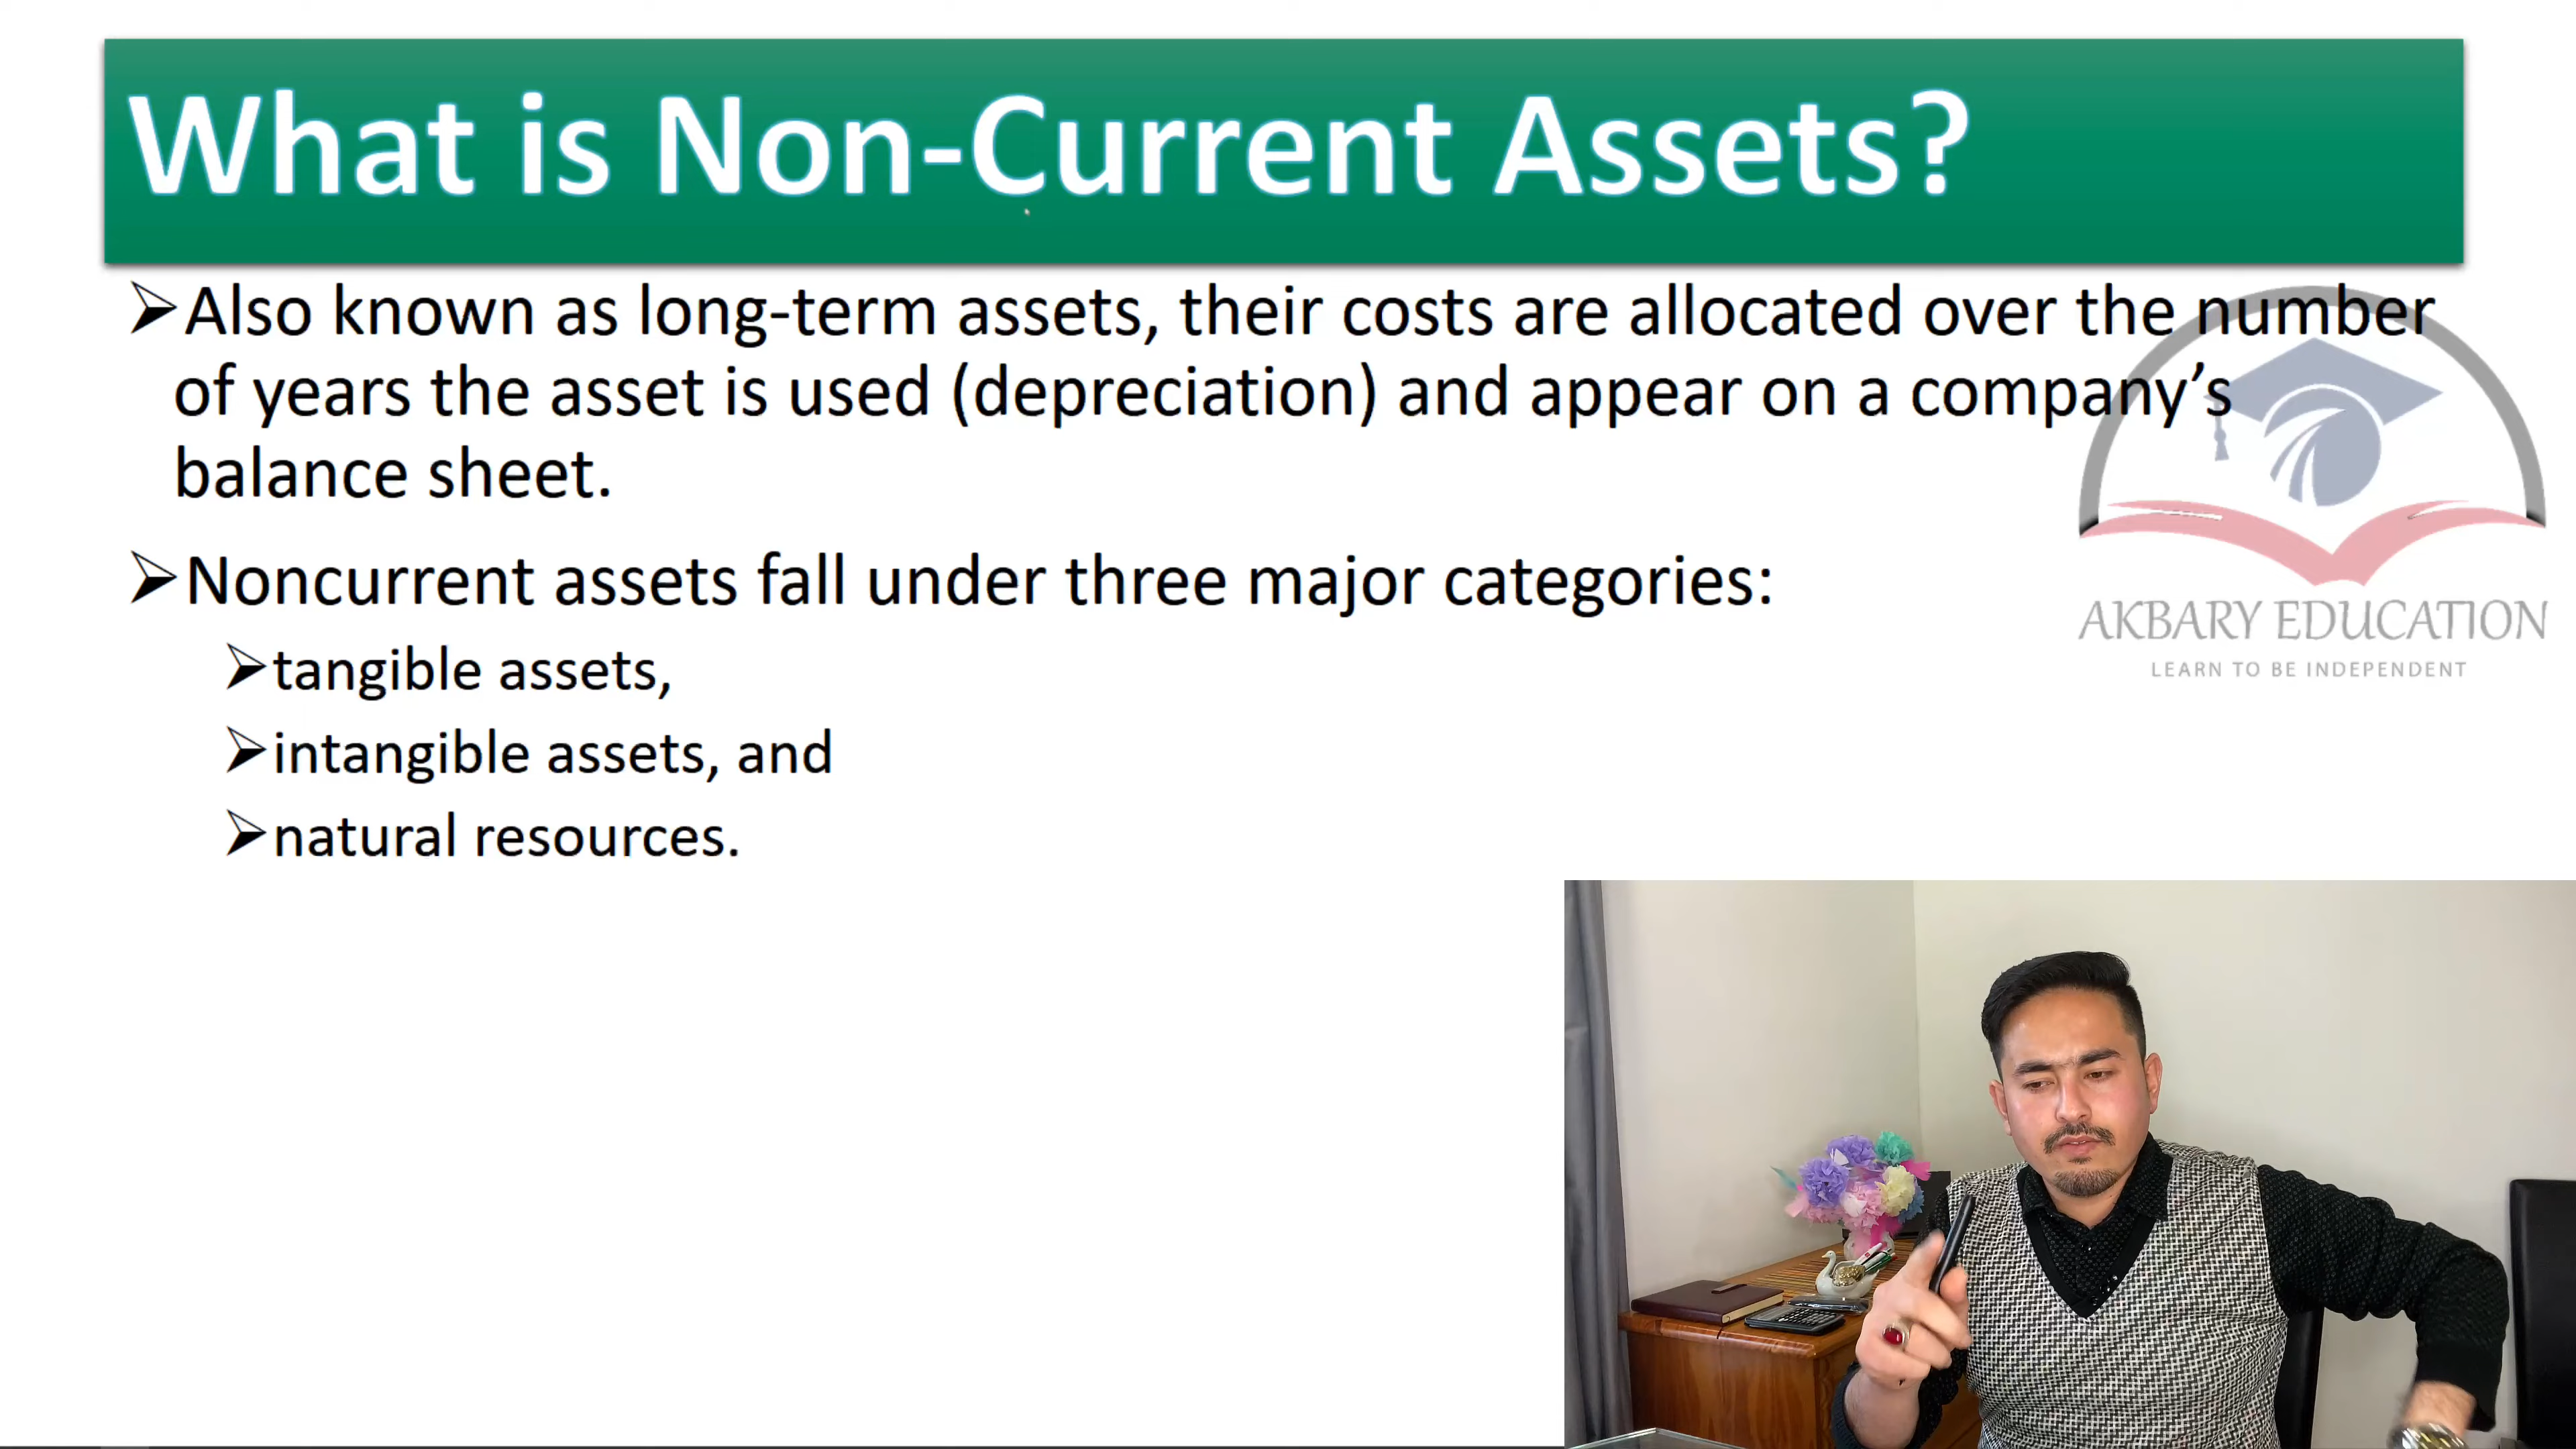 What is Non-Current Assets?
Also known as long-term assets, their costs are allocated over the number
of years the asset is used (depreciation) and appear on a company’s
balance sheet.
Noncurrent assets fall under three major categories:
tangible assets,
intangible assets, and
natural resources.
AKBARY EDUCATION
LEARN TO BE INDEPENDENT